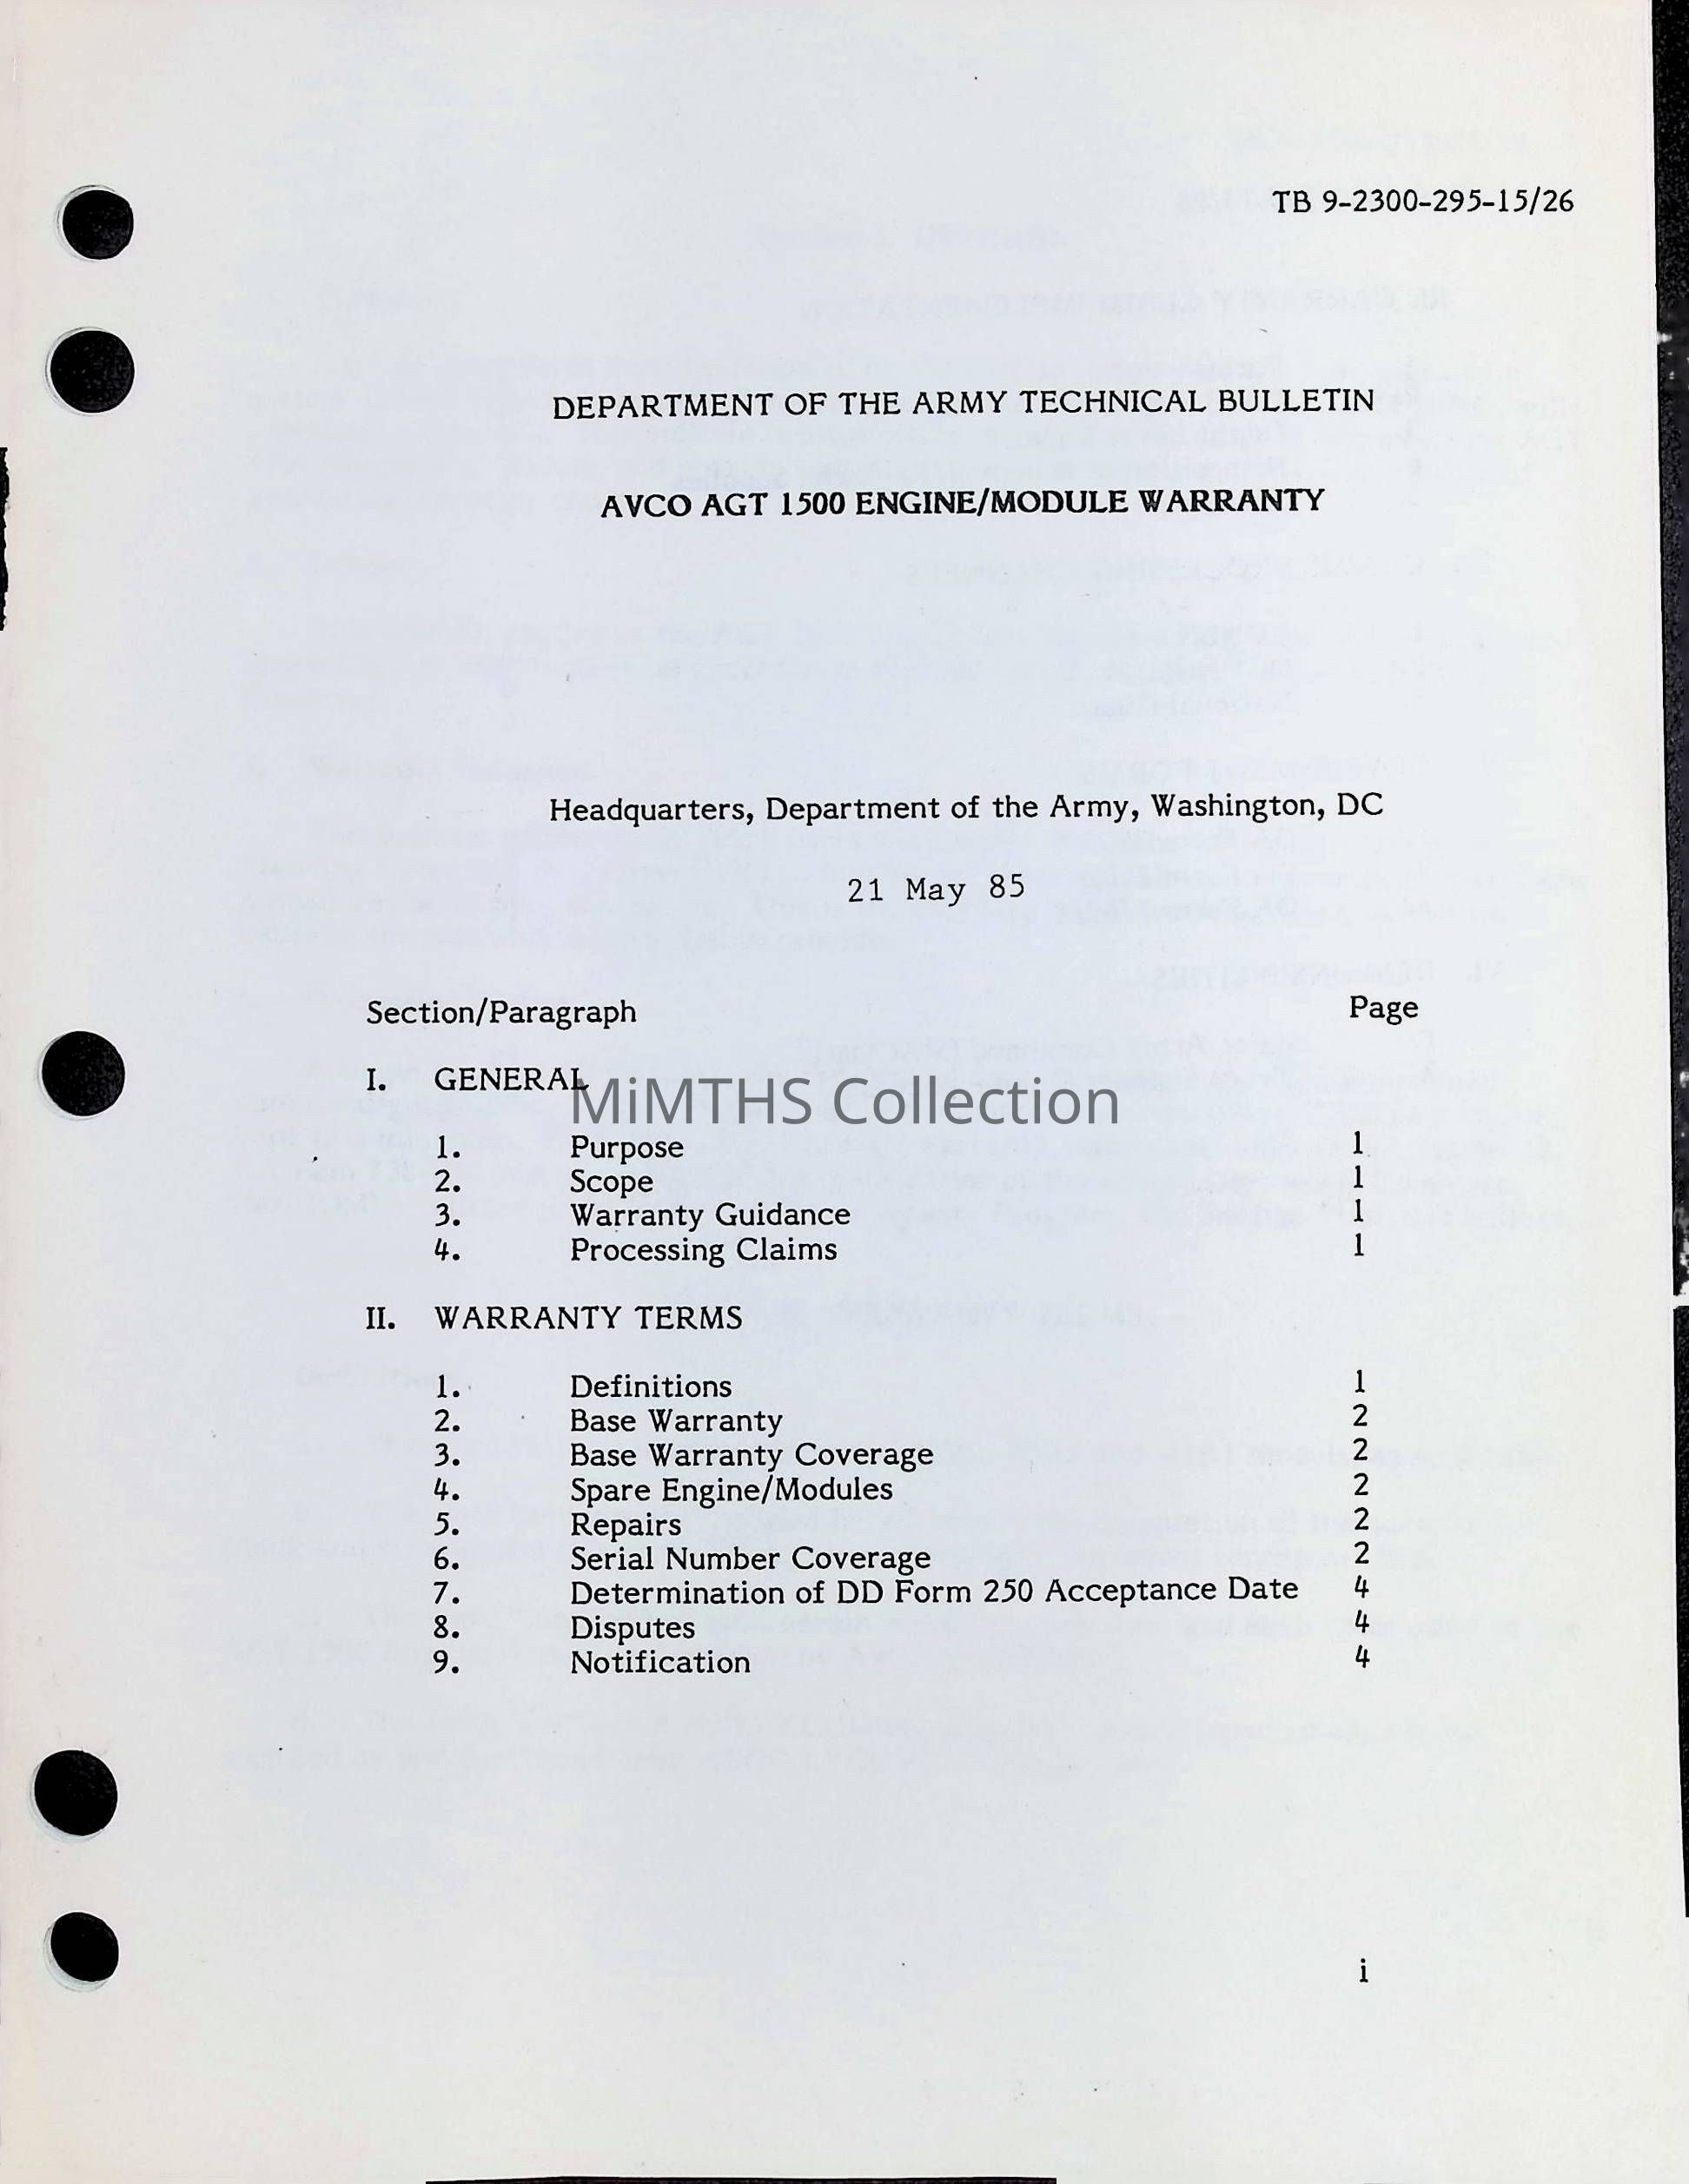 TB 9-2300-295-15/26
DEPARTMENT OF THE ARMY TECHNICAL BULLETIN
AVCO AGT 1500 ENGINE/MODULE WARRANTY
Headquarters, Department of the Army, Washington, DC
21 May 85
Section/Paragraph Page
I. GENERAL
MiMTHS Collection
1. Purpose 1
2. Scope 1
3. Warranty Guidance 1
4. Processing Claims 1
II. WARRANTY TERMS
1. Definitions 1
2. Base Warranty 2
3. Base Warranty Coverage 2
4. Spare Engine/Modules 2
5. Repairs 2
6. Serial Number Coverage 2
7. Determination of DD Form 250 Acceptance Date 4
8. Disputes 4
9. Notification 4
i